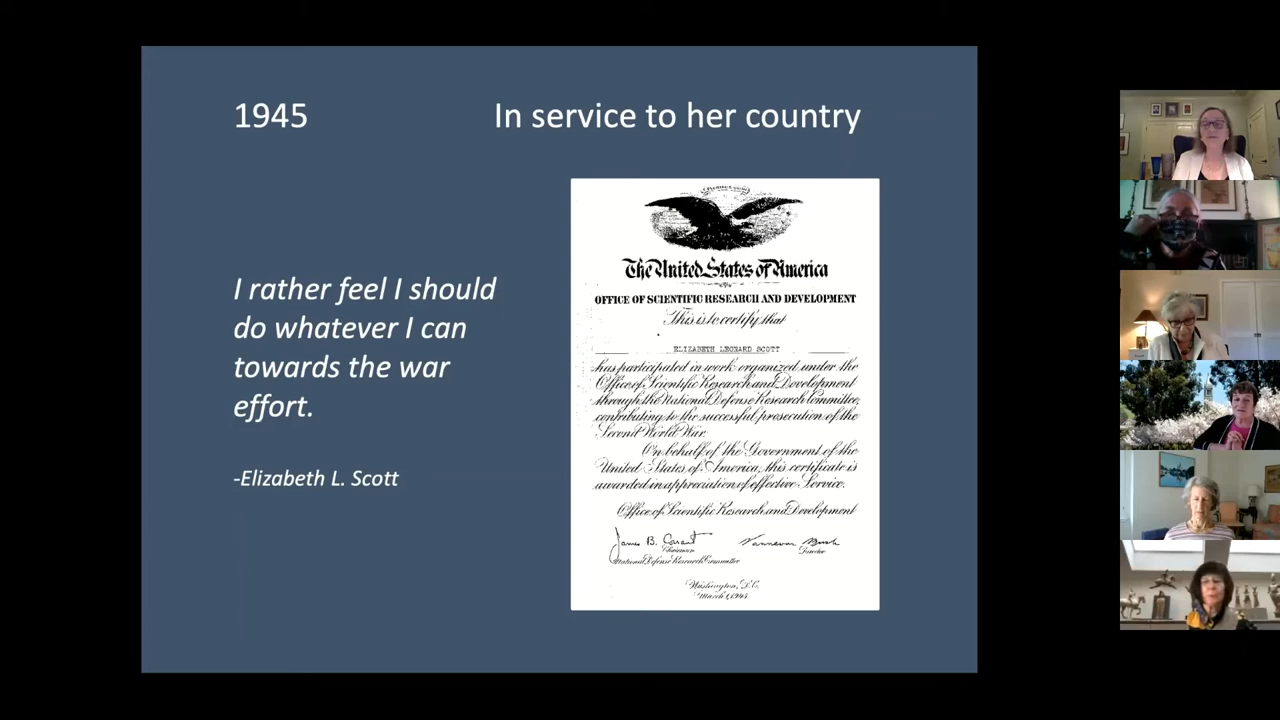 1945
In service to her country
I rather feel I should
do whatever I can
towards the war
effort.
-Elizabeth L. Scott
The United States of America
OFFICE OF SCIENTIFIC RESEARCH AND DEVELOPMENT
This is to certify that
ELIZABETH LEONARD SCOTT
has participated in work organized under the
Office of Scientific Research and Development
through the National Defense Research Committee,
contributing to the successful prosecution of the
Second World War.
On behalf of the Government of the
United States of America, this certificate is
awarded in appreciation of effective Service.
Office of Scientific Research and Development
James B. Conant
Vannevar Bush
Chairman
Director
National Defense Research Committee
Washington, D.C.
March 1, 1945